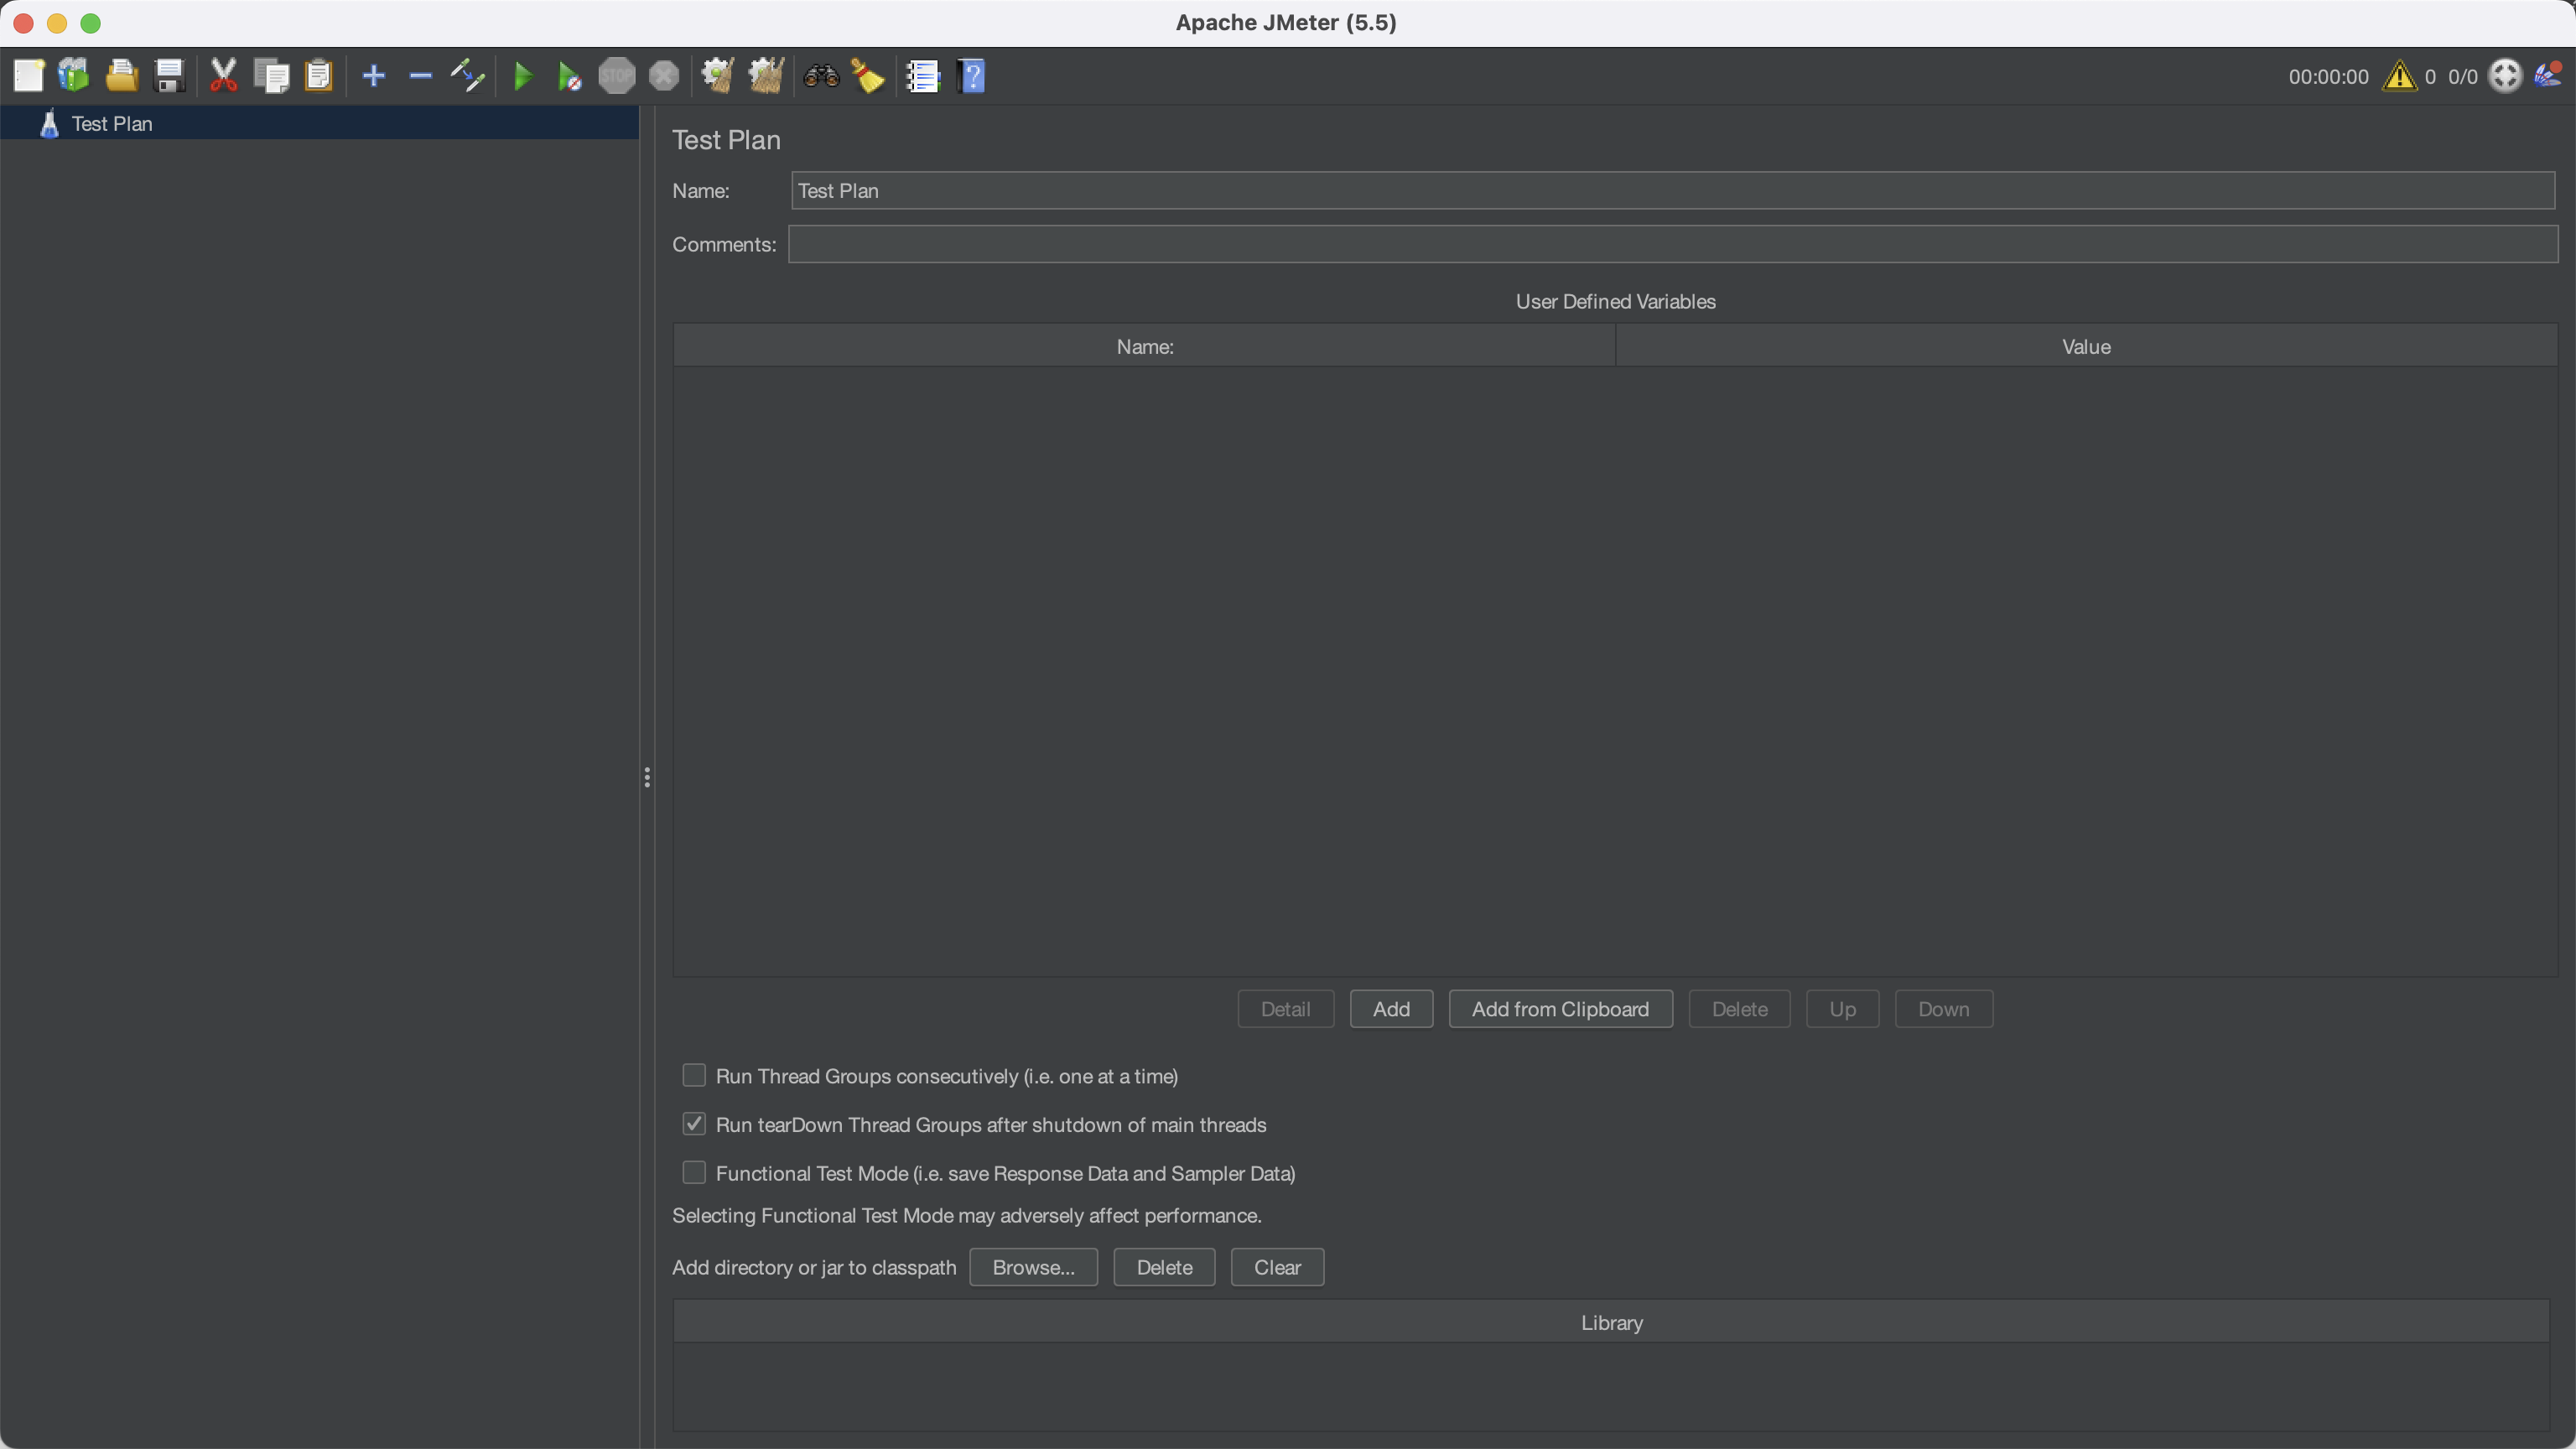 Apache JMeter (5.5)
STOP
00:00:00 0 0/0
Test Plan
Test Plan
Name: Test Plan
Comments:
User Defined Variables
Name: Value
Detail Add Add from Clipboard Delete Up Down
Run Thread Groups consecutively (i.e. one at a time)
Run tearDown Thread Groups after shutdown of main threads
Functional Test Mode (i.e. save Response Data and Sampler Data)
Selecting Functional Test Mode may adversely affect performance.
Add directory or jar to classpath Browse... Delete Clear
Library